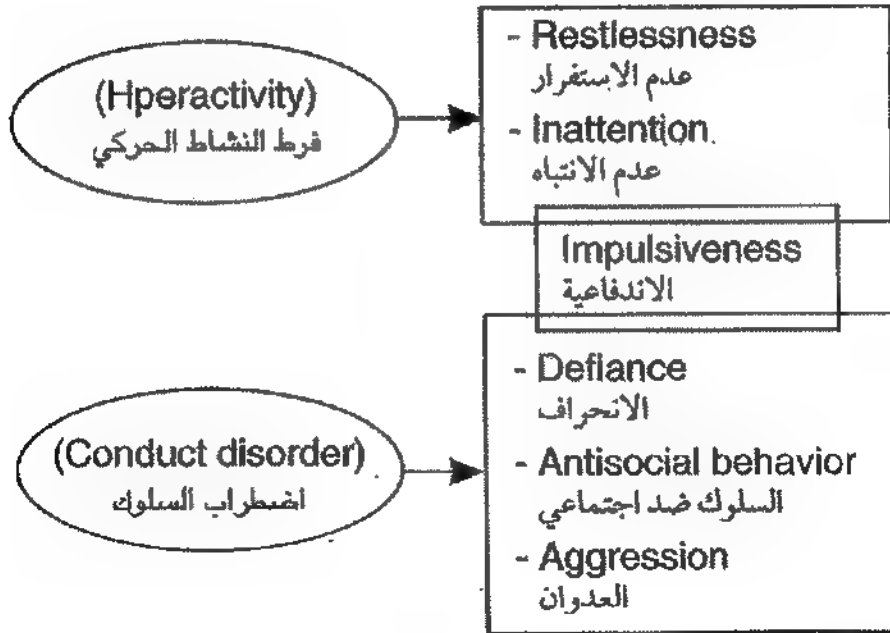 (Hperactivity)
فرط النشاط الحركي
- Restlessness
عدم الاستقرار
- Inattention.
عدم الانتباه
Impulsiveness
الاندفاعية
(Conduct disorder)
اضطراب السلوك
- Defiance
الانحراف
- Antisocial behavior
السلوك ضد اجتماعي
- Aggression
العدوان